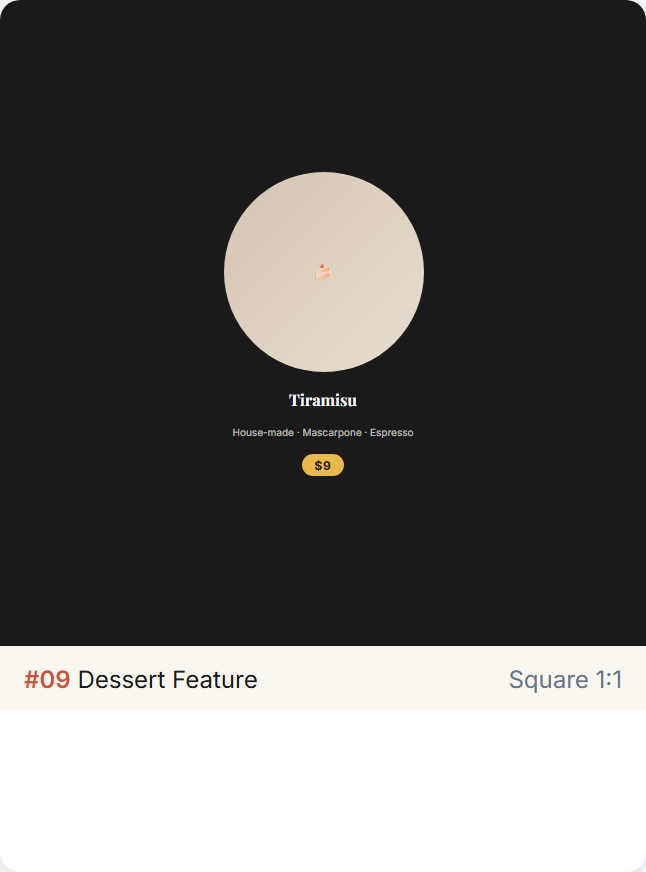 Tiramisu
House-made · Mascarpone · Espresso
$9
#09 Dessert Feature
Square 1:1